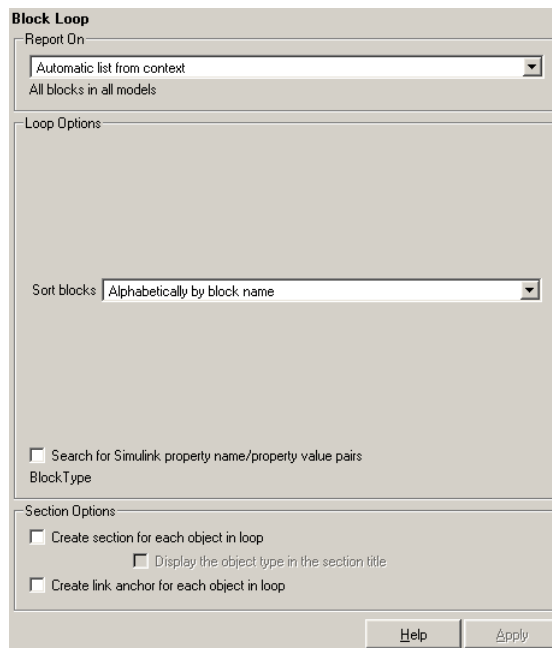 Block Loop
Report On
Automatic list from context
All blocks in all models
Loop Options
Sort blocks Alphabetically by block name
Search for Simulink property name/property value pairs
BlockType
Section Options
Create section for each object in loop
Display the object type in the section title
Create link anchor for each object in loop
Help Apply